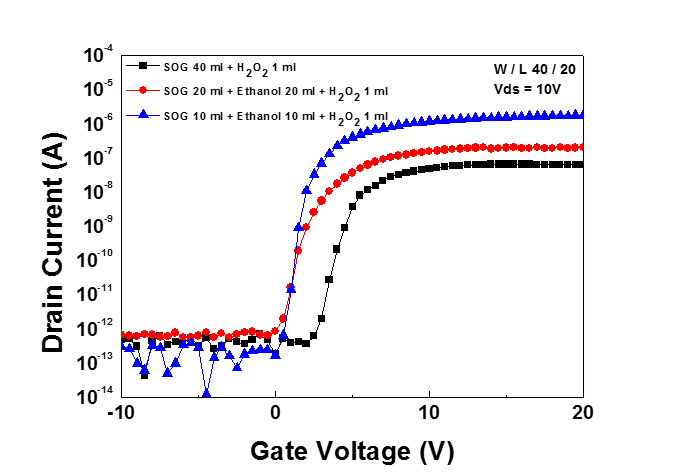 10⁻⁴
10⁻⁵
10⁻⁶
10⁻⁷
10⁻⁸
10⁻⁹
10⁻¹⁰
10⁻¹¹
10⁻¹²
10⁻¹³
10⁻¹⁴
Drain Current (A)
SOG 40 ml + H₂O₂ 1 ml
SOG 20 ml + Ethanol 20 ml + H₂O₂ 1 ml
SOG 10 ml + Ethanol 10 ml + H₂O₂ 1 ml
W / L 40 / 20
Vds = 10V
-10 0 10 20
Gate Voltage (V)